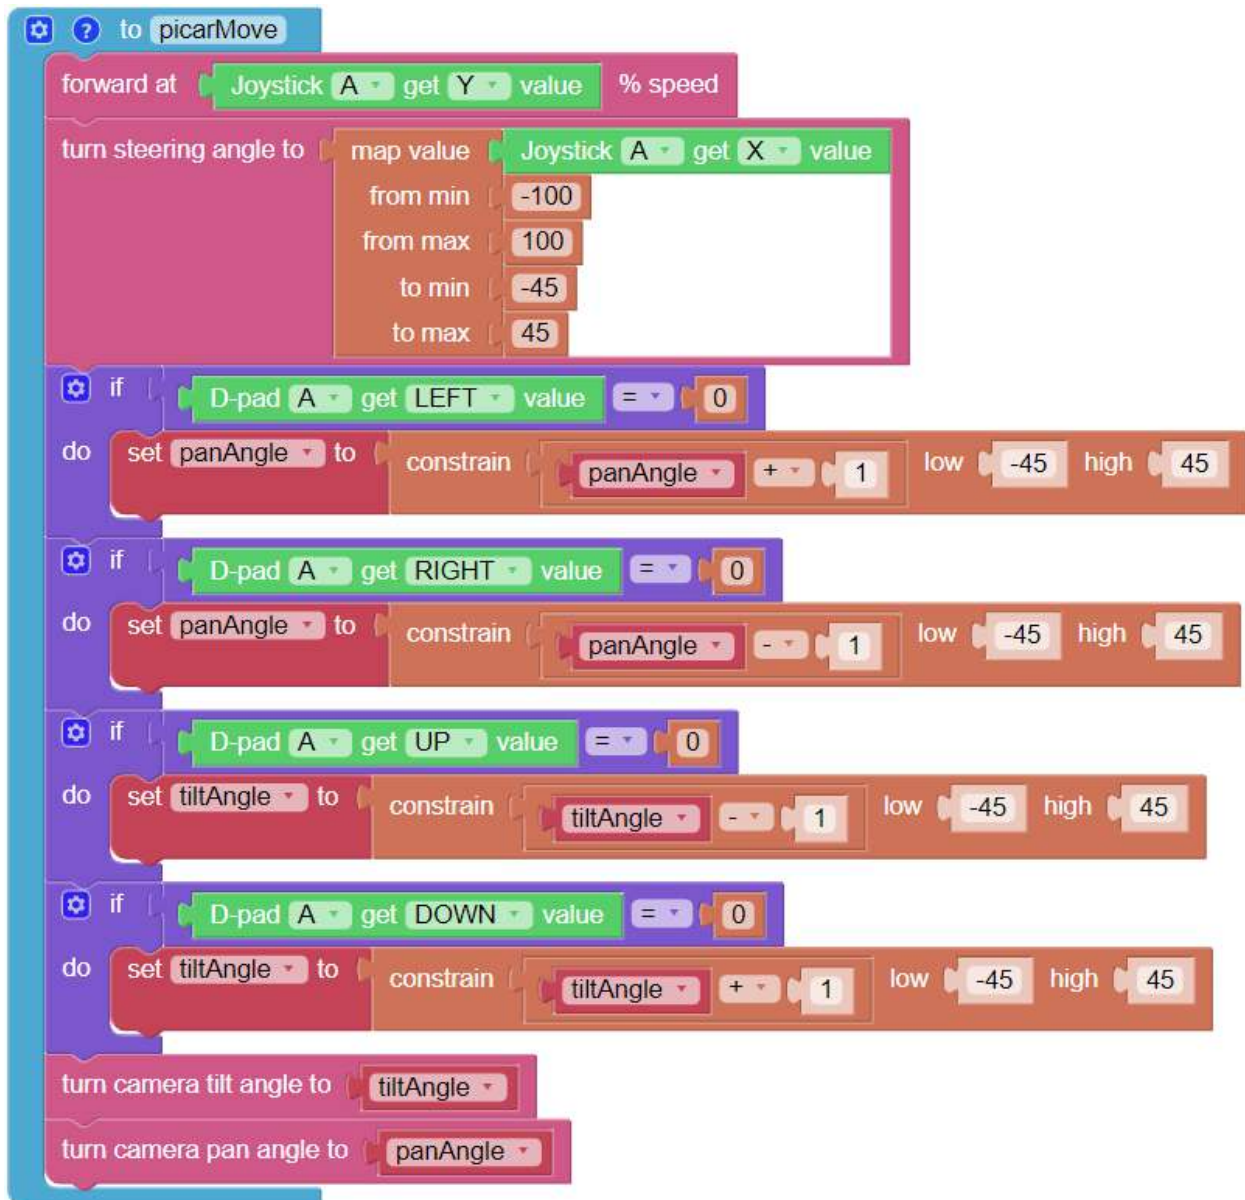 ? to picarMove
forward at Joystick A get Y value % speed
turn steering angle to map value Joystick A get X value
from min -100
from max 100
to min -45
to max 45
if D-pad A get LEFT value = 0
do set panAngle to constrain panAngle + 1 low -45 high 45
if D-pad A get RIGHT value = 0
do set panAngle to constrain panAngle - 1 low -45 high 45
if D-pad A get UP value = 0
do set tiltAngle to constrain tiltAngle - 1 low -45 high 45
if D-pad A get DOWN value = 0
do set tiltAngle to constrain tiltAngle + 1 low -45 high 45
turn camera tilt angle to tiltAngle
turn camera pan angle to panAngle